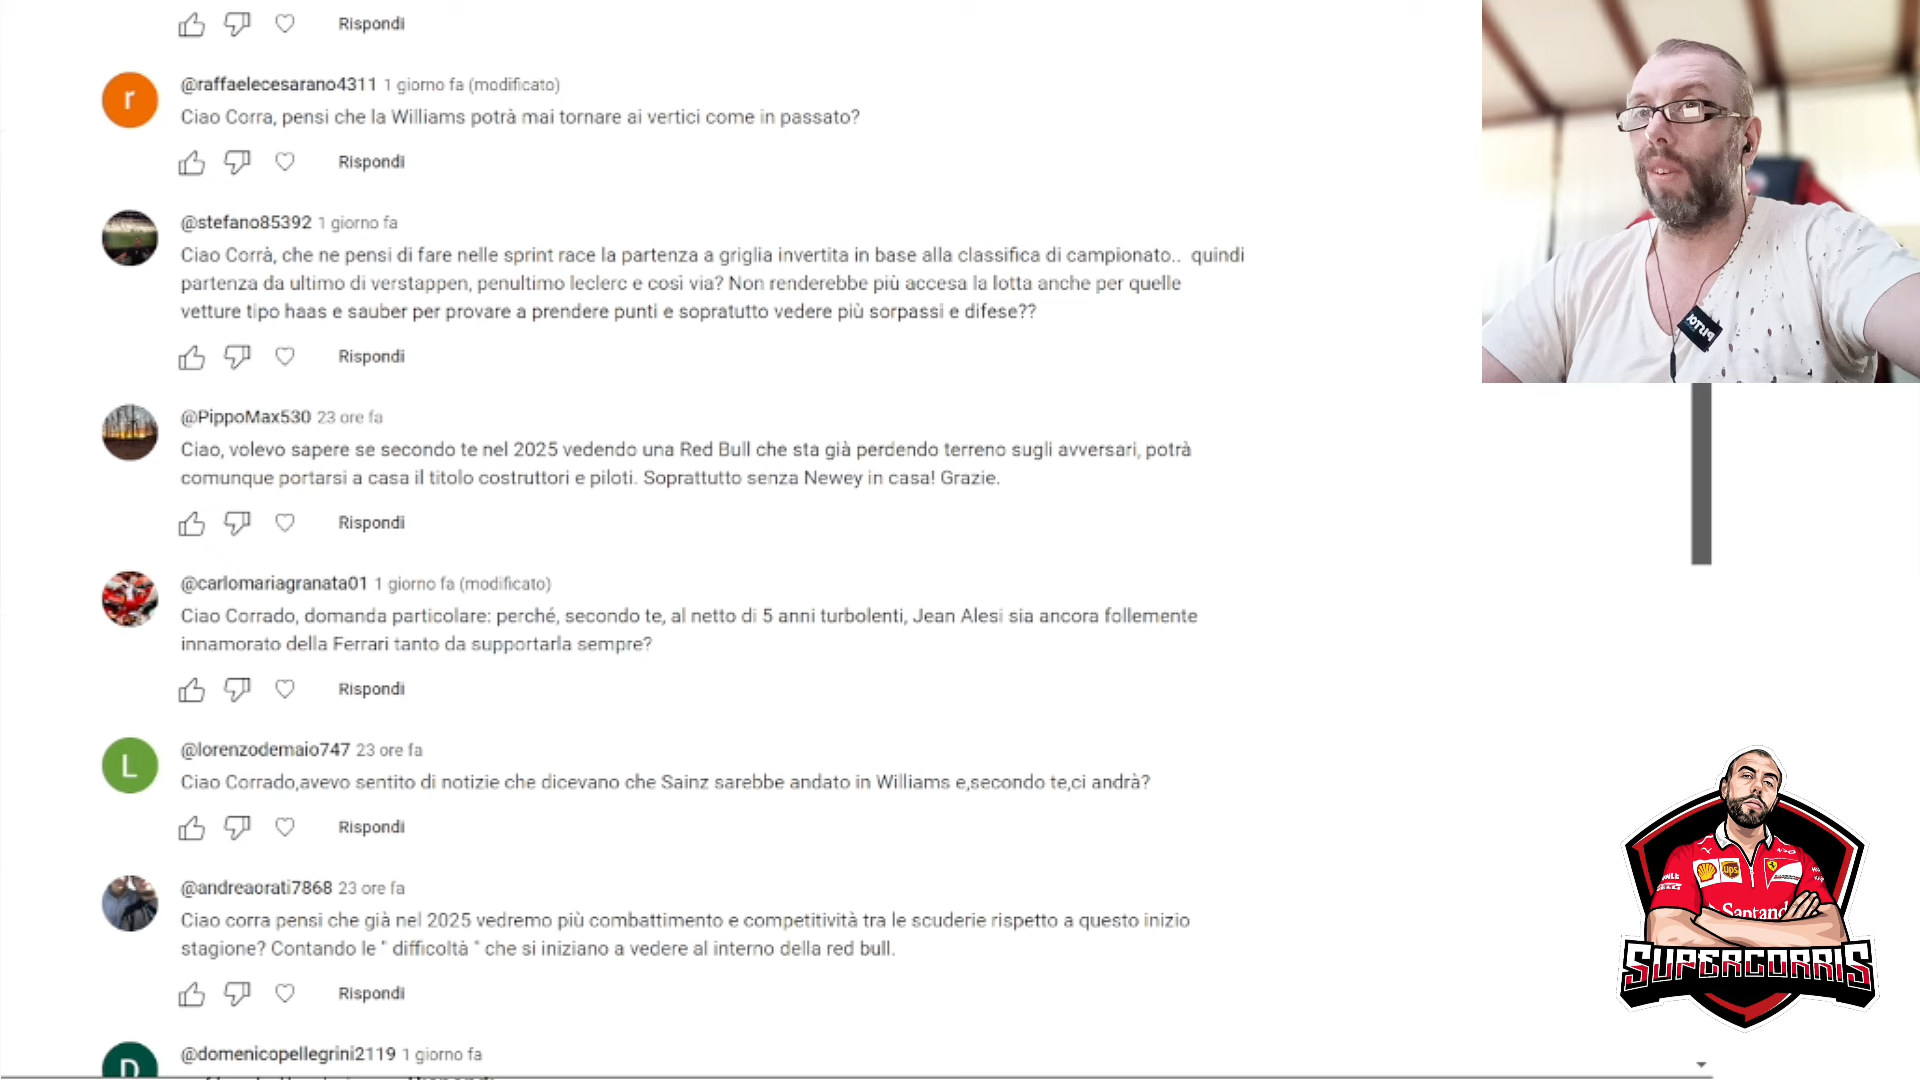 Rispondi
r
@raffaelecesarano4311 1 giorno fa (modificato)
Ciao Corra, pensi che la Williams potrà mai tornare ai vertici come in passato?
Rispondi
@stefano85392 1 giorno fa
Ciao Corrà, che ne pensi di fare nelle sprint race la partenza a griglia invertita in base alla classifica di campionato.. quindi
partenza da ultimo di verstappen, penultimo leclerc e così via? Non renderebbe più accesa la lotta anche per quelle
vetture tipo haas e sauber per provare a prendere punti e sopratutto vedere più sorpassi e difese??
Rispondi
@PippoMax530 23 ore fa
Ciao, volevo sapere se secondo te nel 2025 vedendo una Red Bull che sta già perdendo terreno sugli avversari, potrà
comunque portarsi a casa il titolo costruttori e piloti. Soprattutto senza Newey in casa! Grazie.
Rispondi
@carlomariagranata01 1 giorno fa (modificato)
Ciao Corrado, domanda particolare: perché, secondo te, al netto di 5 anni turbolenti, Jean Alesi sia ancora follemente
innamorato della Ferrari tanto da supportarla sempre?
Rispondi
L
@lorenzodemaio747 23 ore fa
Ciao Corrado,avevo sentito di notizie che dicevano che Sainz sarebbe andato in Williams e,secondo te,ci andrà?
Rispondi
@andreaorati7868 23 ore fa
Ciao corra pensi che già nel 2025 vedremo più combattimento e competitività tra le scuderie rispetto a questo inizio
stagione? Contando le " difficoltà " che si iniziano a vedere al interno della red bull.
Rispondi
D
@domenicopellegrini2119 1 giorno fa
ups
Santand
SUPERCORRIS